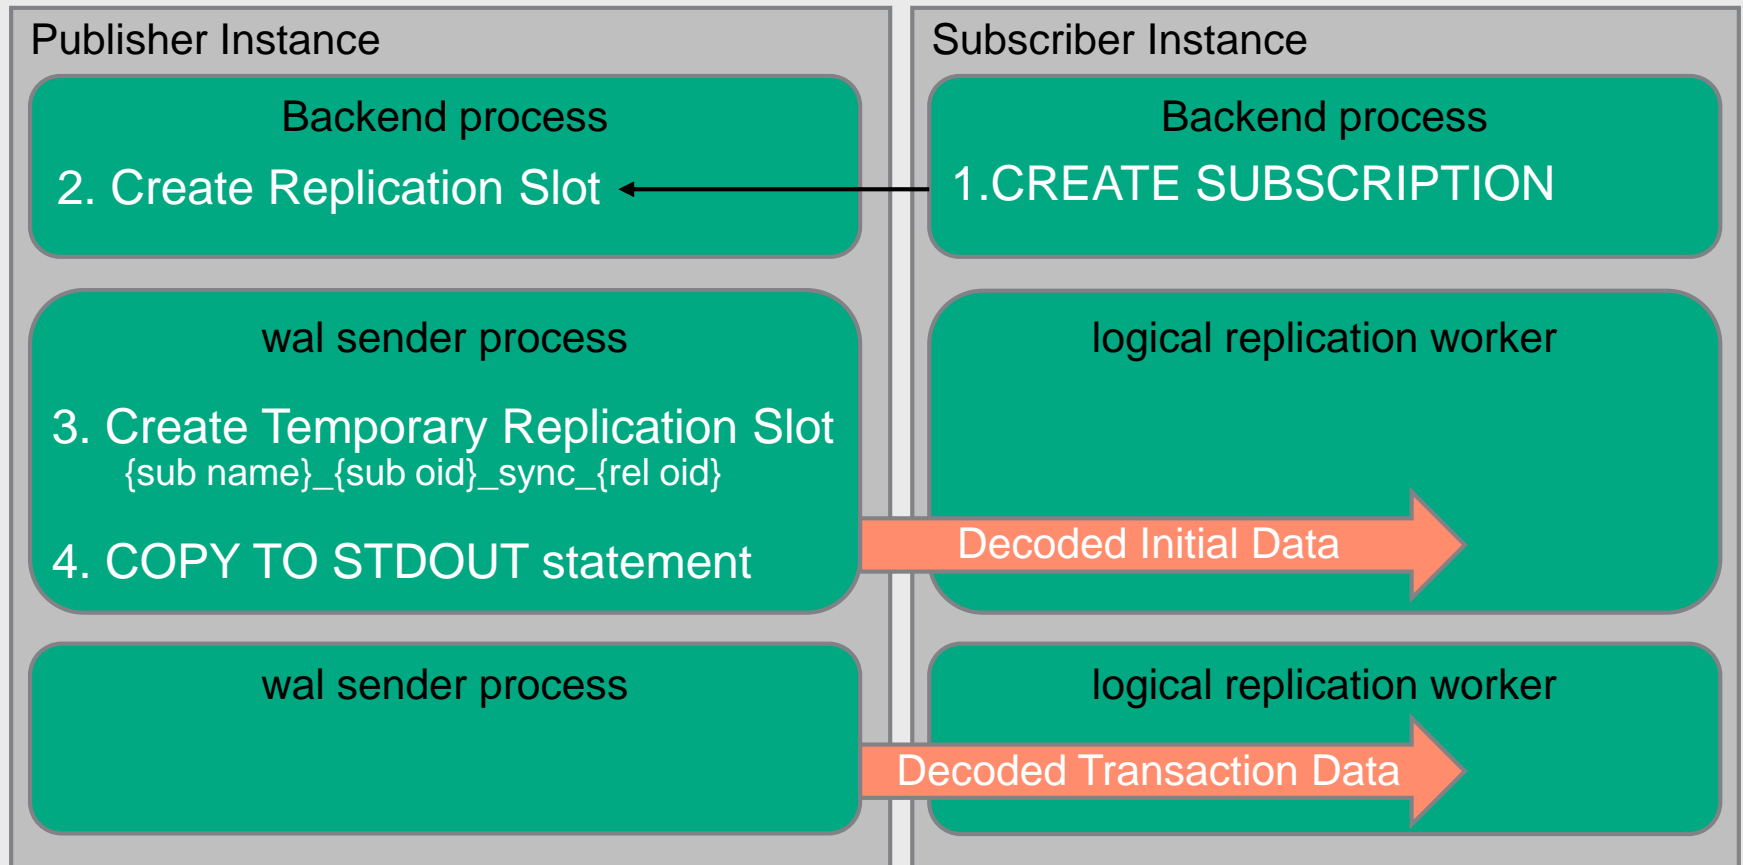 Publisher Instance
Backend process
2. Create Replication Slot
wal sender process
3. Create Temporary Replication Slot
{sub name}_{sub oid}_sync_{rel oid}
4. COPY TO STDOUT statement
wal sender process
Subscriber Instance
Backend process
1.CREATE SUBSCRIPTION
logical replication worker
Decoded Initial Data
logical replication worker
Decoded Transaction Data